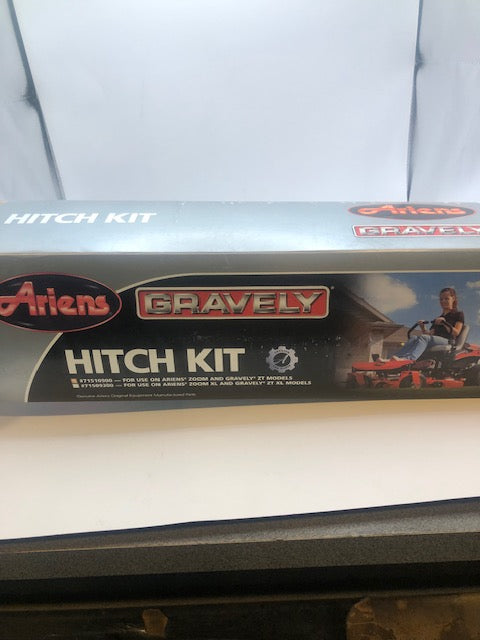 HITCH KIT
Ariens
GRAVELY
Ariens
GRAVELY®
HITCH KIT
#71510900 — FOR USE ON ARIENS® ZOOM AND GRAVELY® ZT MODELS
#71509300 — FOR USE ON ARIENS® ZOOM XL AND GRAVELY® ZT XL MODELS
Genuine Ariens Original Equipment Manufactured Parts